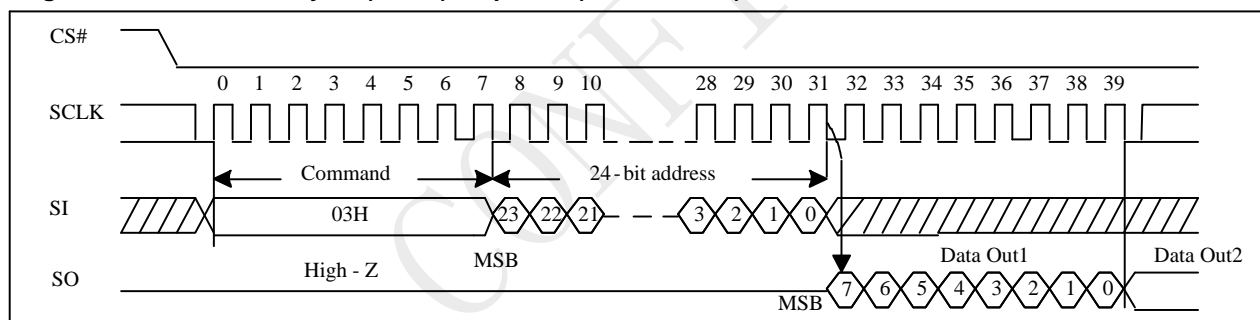 CS#
0 1 2 3 4 5 6 7 8 9 10 28 29 30 31 32 33 34 35 36 37 38 39
SCLK
Command 24-bit address
SI 03H 23 22 21 3 2 1 0
High - Z MSB Data Out1 Data Out2
SO MSB 7 6 5 4 3 2 1 0